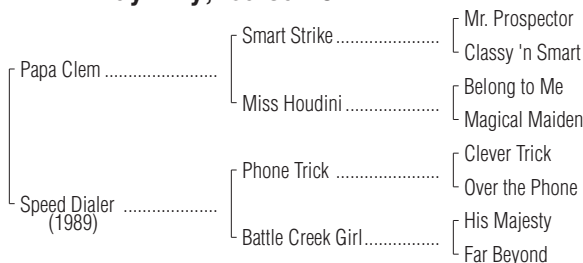 Mr. Prospector
Smart Strike ........................
Classy 'n Smart
Papa Clem ..........................
Belong to Me
Miss Houdini ......................
Magical Maiden
Clever Trick
Phone Trick ........................
Over the Phone
Speed Dialer ......................
(1989)
His Majesty
Battle Creek Girl.................
Far Beyond